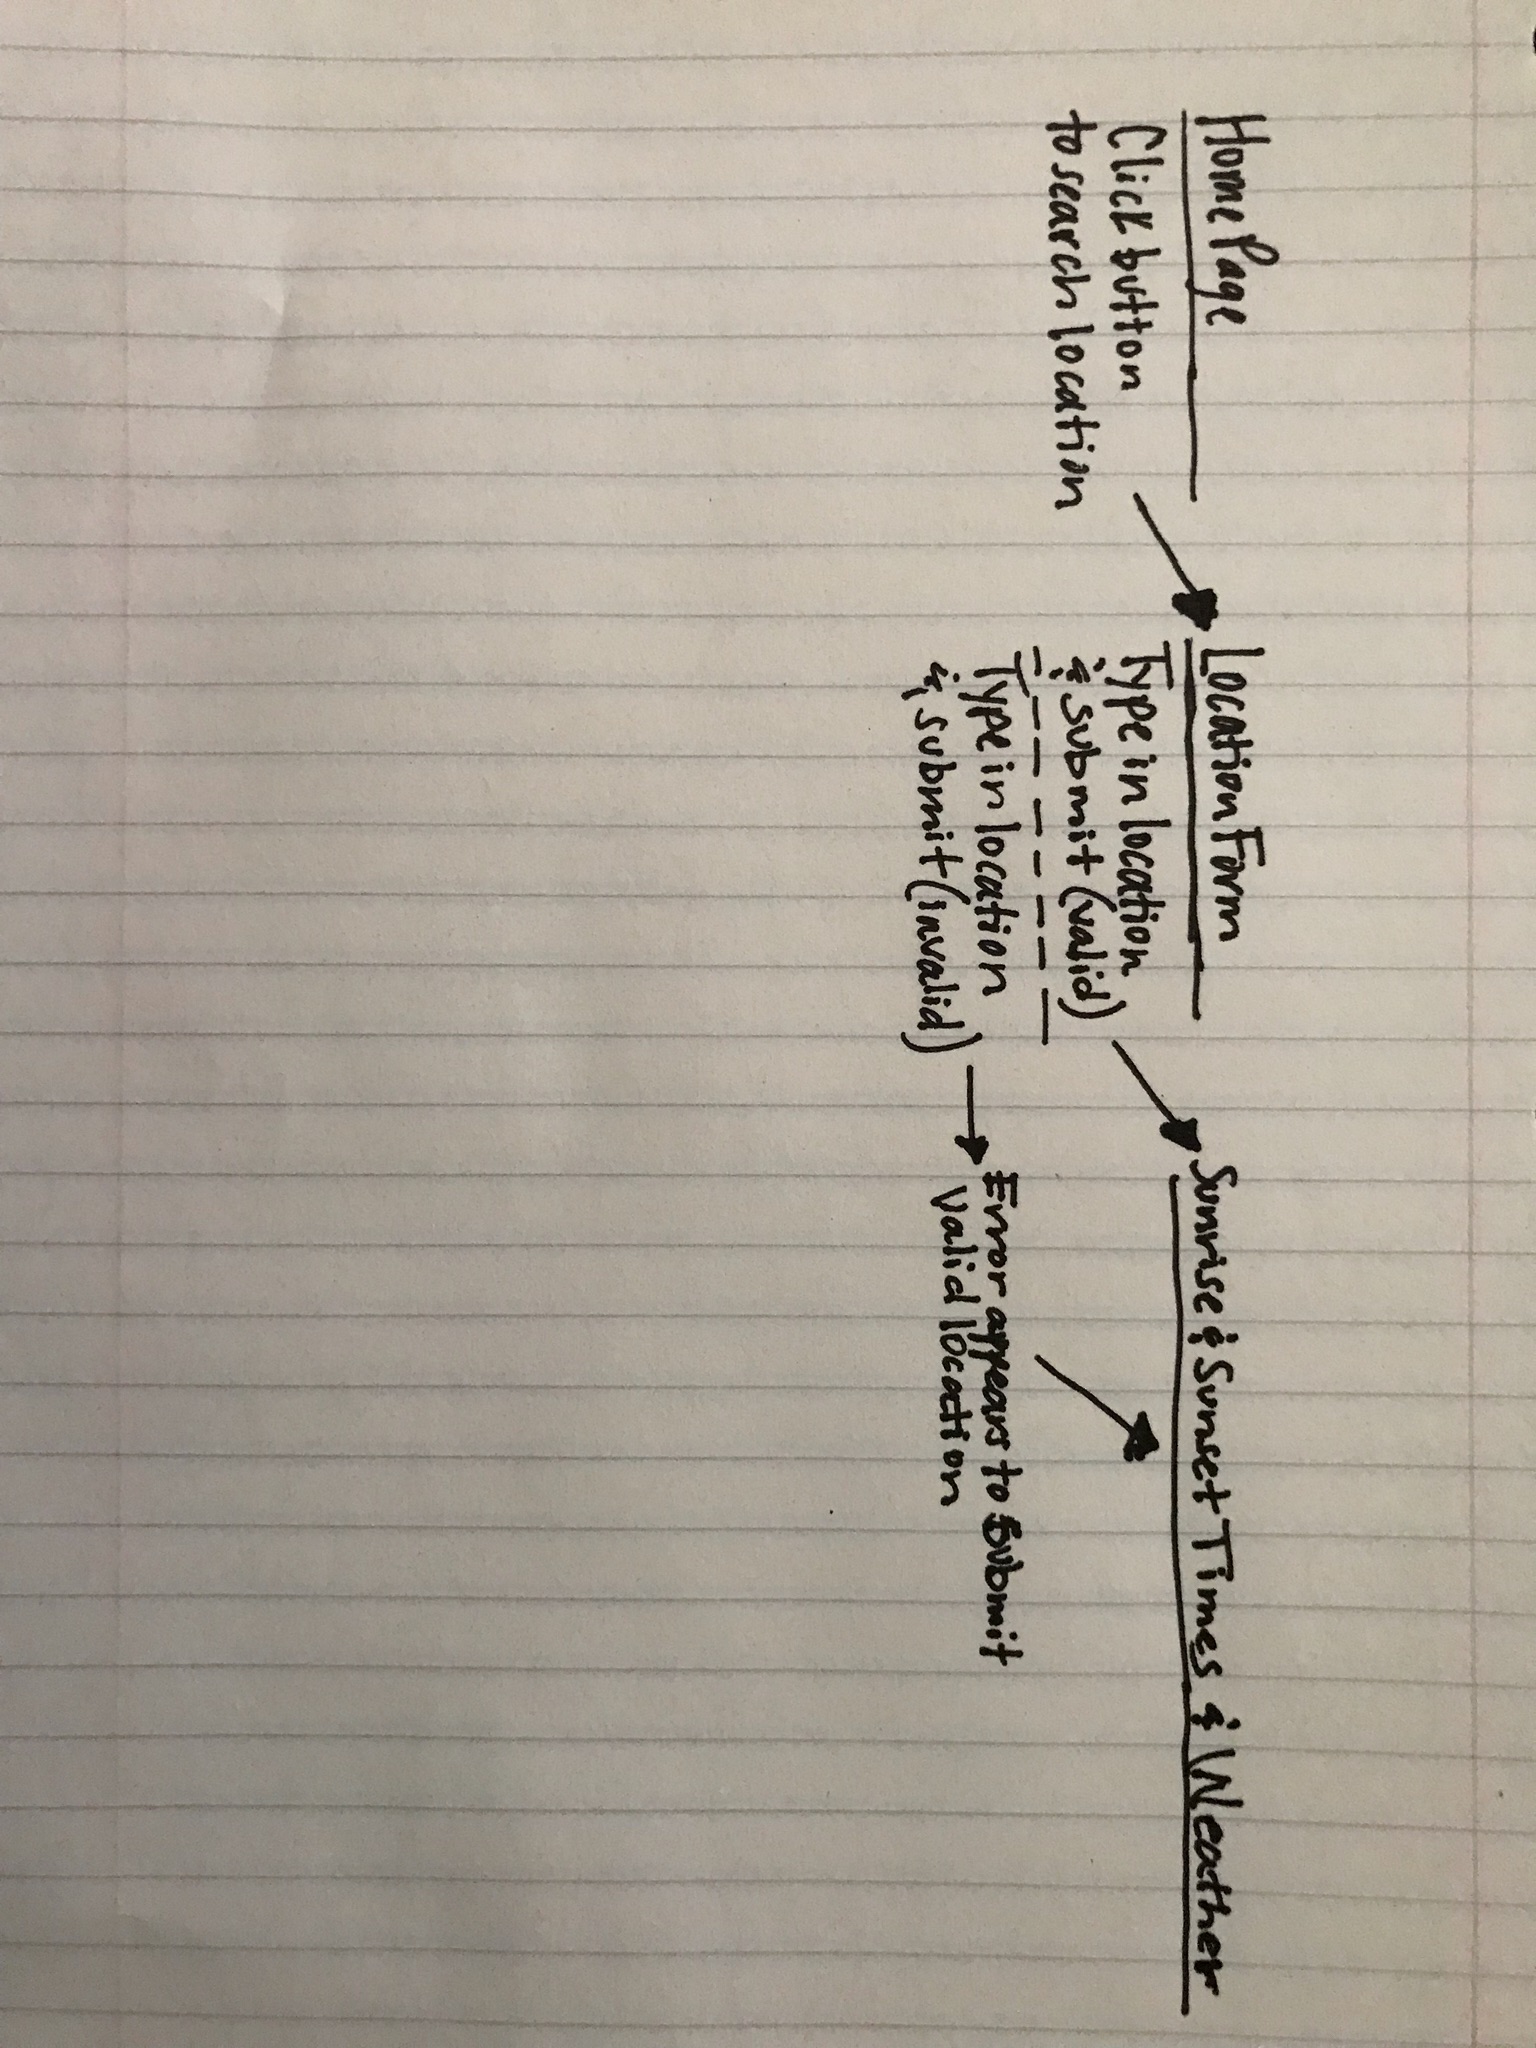 Home Page
Click button
to search location
Location Form
Type in location
& submit (valid)
Type in location
& submit (invalid)
Sunrise & Sunset Times & Weather
Error appears to submit
valid location